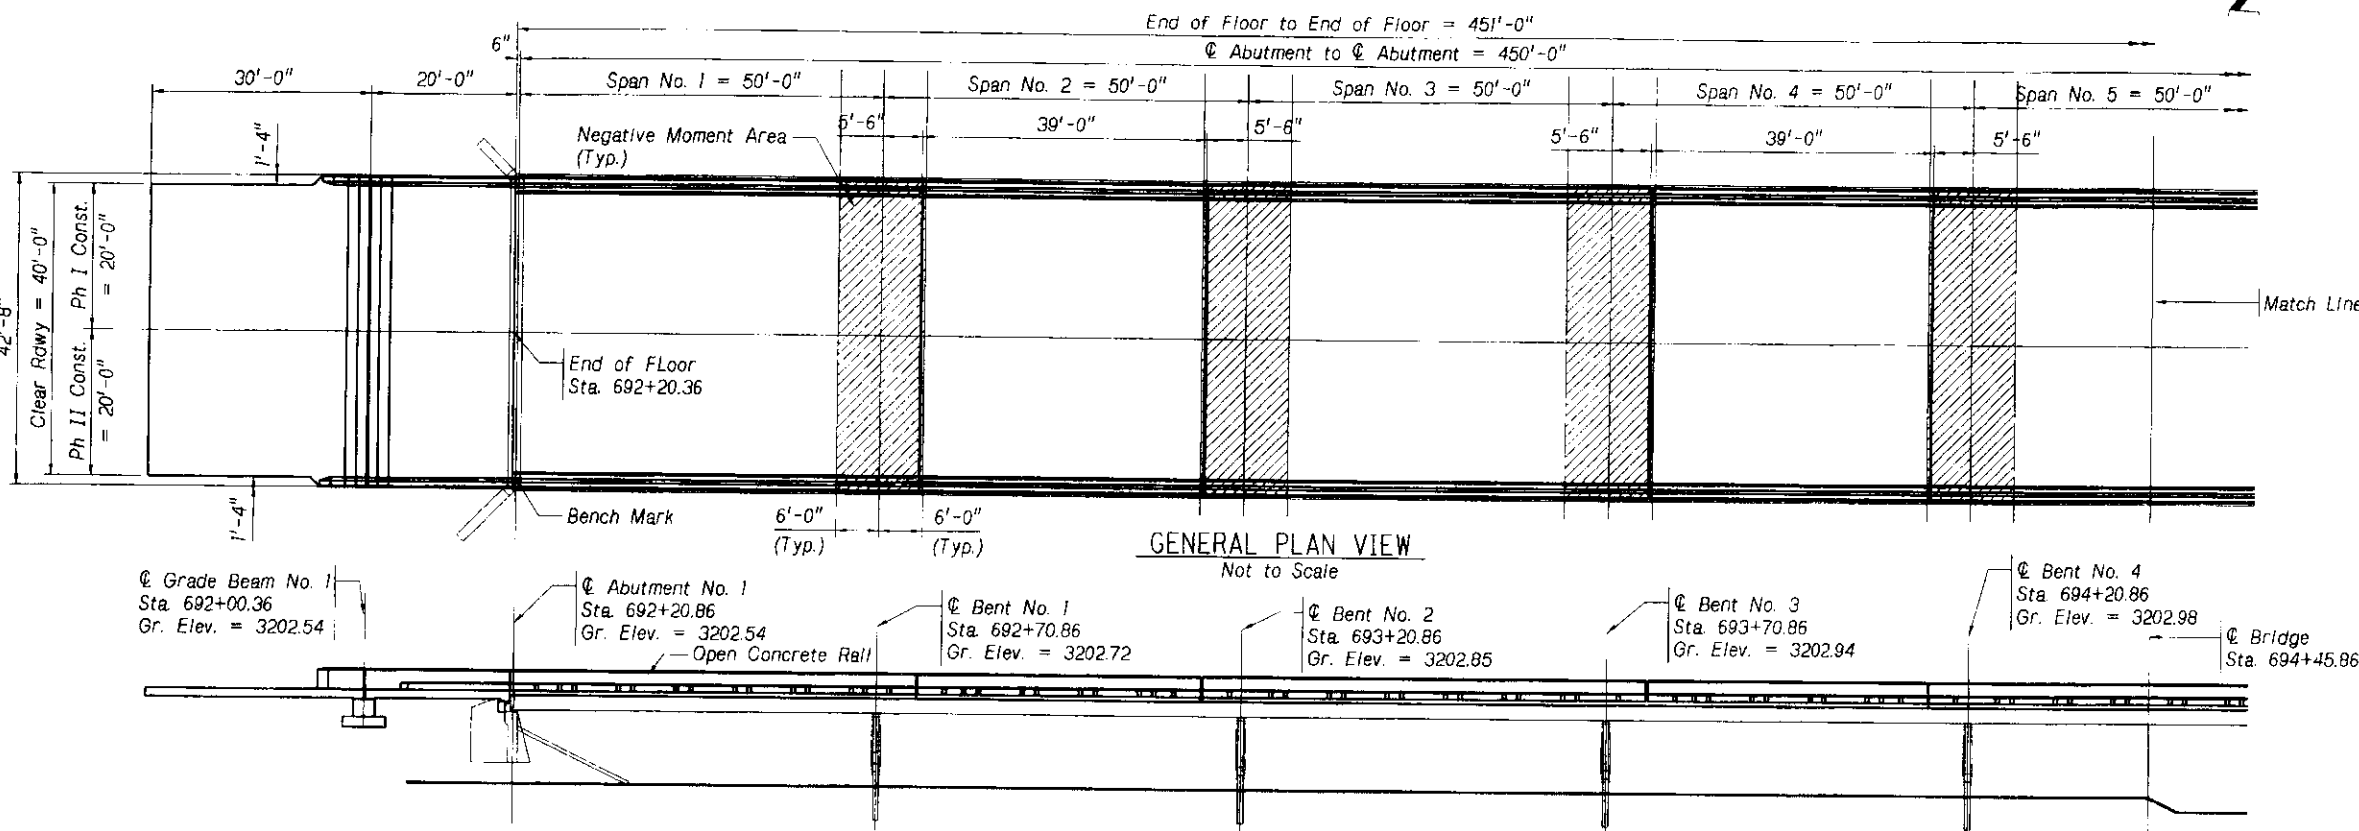 End of Floor to End of Floor = 451'-0"
6"
℄ Abutment to ℄ Abutment = 450'-0"
30'-0"
20'-0"
Span No. 1 = 50'-0"
Span No. 2 = 50'-0"
Span No. 3 = 50'-0"
Span No. 4 = 50'-0"
Span No. 5 = 50'-0"
Negative Moment Area
(Typ.)
5'-6"
39'-0"
5'-6"
5'-6"
39'-0"
5'-6"
1'-4"
42'-8"
Clear Rdwy = 40'-0"
Ph I Const.
= 20'-0"
Ph II Const.
= 20'-0"
Match Line
End of FLoor
Sta. 692+20.36
1'-4"
Bench Mark
6'-0"
(Typ.)
6'-0"
(Typ.)
GENERAL PLAN VIEW
Not to Scale
℄ Grade Beam No. 1
Sta. 692+00.36
Gr. Elev. = 3202.54
℄ Abutment No. 1
Sta. 692+20.86
Gr. Elev. = 3202.54
Open Concrete Rail
℄ Bent No. 1
Sta. 692+70.86
Gr. Elev. = 3202.72
℄ Bent No. 2
Sta. 693+20.86
Gr. Elev. = 3202.85
℄ Bent No. 3
Sta. 693+70.86
Gr. Elev. = 3202.94
℄ Bent No. 4
Sta. 694+20.86
Gr. Elev. = 3202.98
℄ Bridge
Sta. 694+45.86